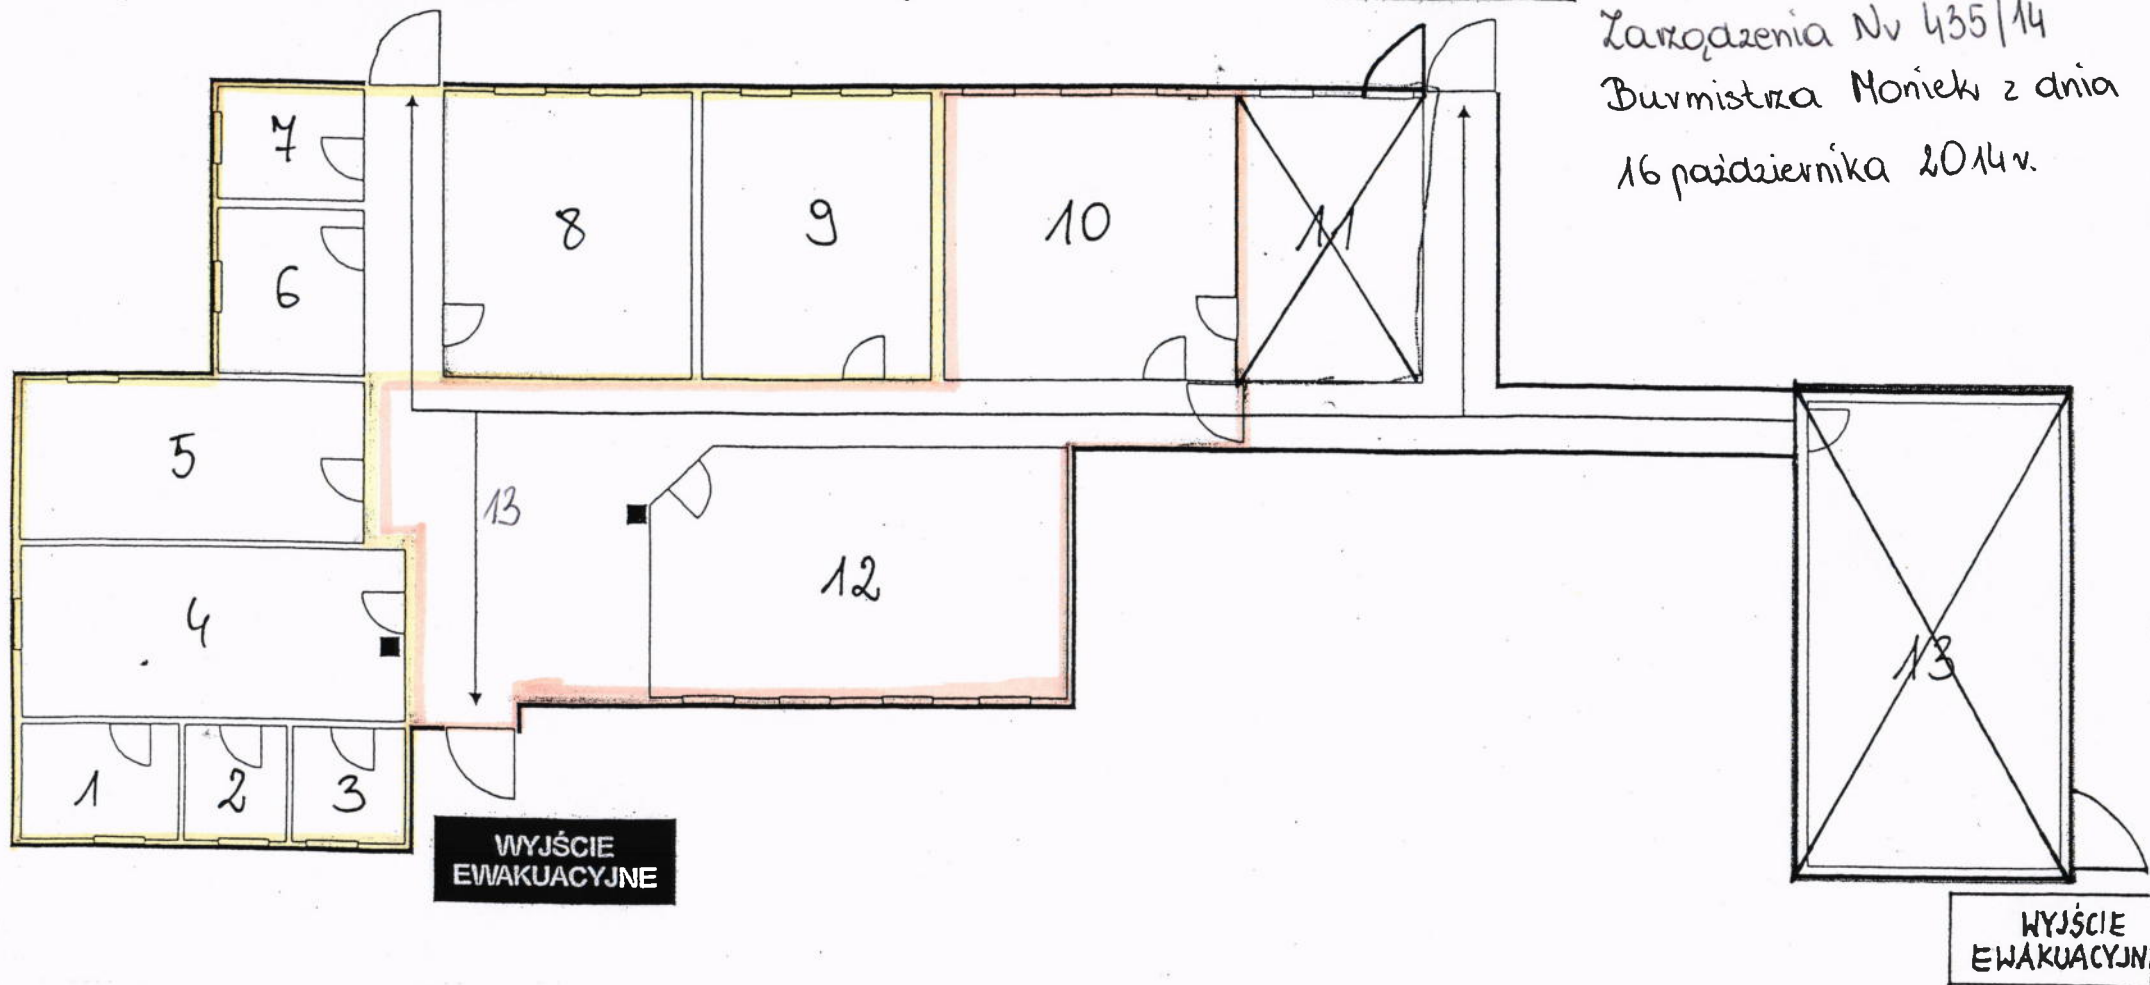 Zarządzenia Nr 435/14
Burmistrza Moniek z dnia
16 października 2014r.
7
8
9
10
11
6
5
13
12
4
13
1
2
3
WYJŚCIE
EWAKUACYJNE
WYJŚCIE
EWAKUACYJN